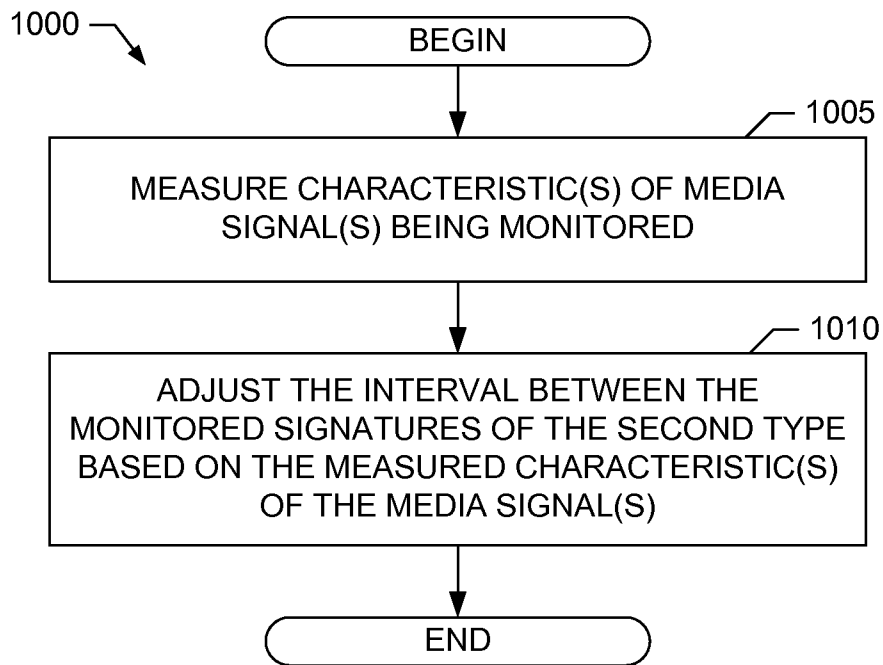 1000
BEGIN
1005
MEASURE CHARACTERISTIC(S) OF MEDIA
SIGNAL(S) BEING MONITORED
1010
ADJUST THE INTERVAL BETWEEN THE
MONITORED SIGNATURES OF THE SECOND TYPE
BASED ON THE MEASURED CHARACTERISTIC(S)
OF THE MEDIA SIGNAL(S)
END